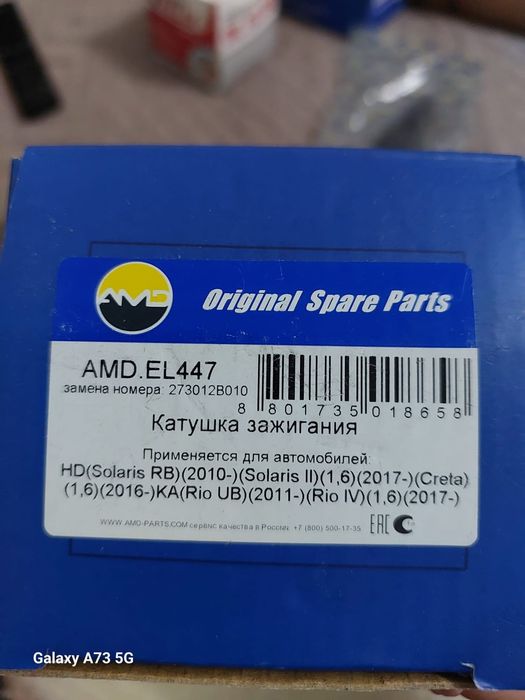 AMD
Original Spare Parts
AMD.EL447
замена номера: 273012B010
8 801735 018658
Катушка зажигания
Применяется для автомобилей:
HD(Solaris RB)(2010-)(Solaris II)(1,6)(2017-)(Creta)
(1,6)(2016-)KA(Rio UB)(2011-)(Rio IV)(1,6)(2017-)
WWW.AMD-PARTS.COM сервис качества в России: +7 (800) 500-17-35
EAC
Galaxy A73 5G